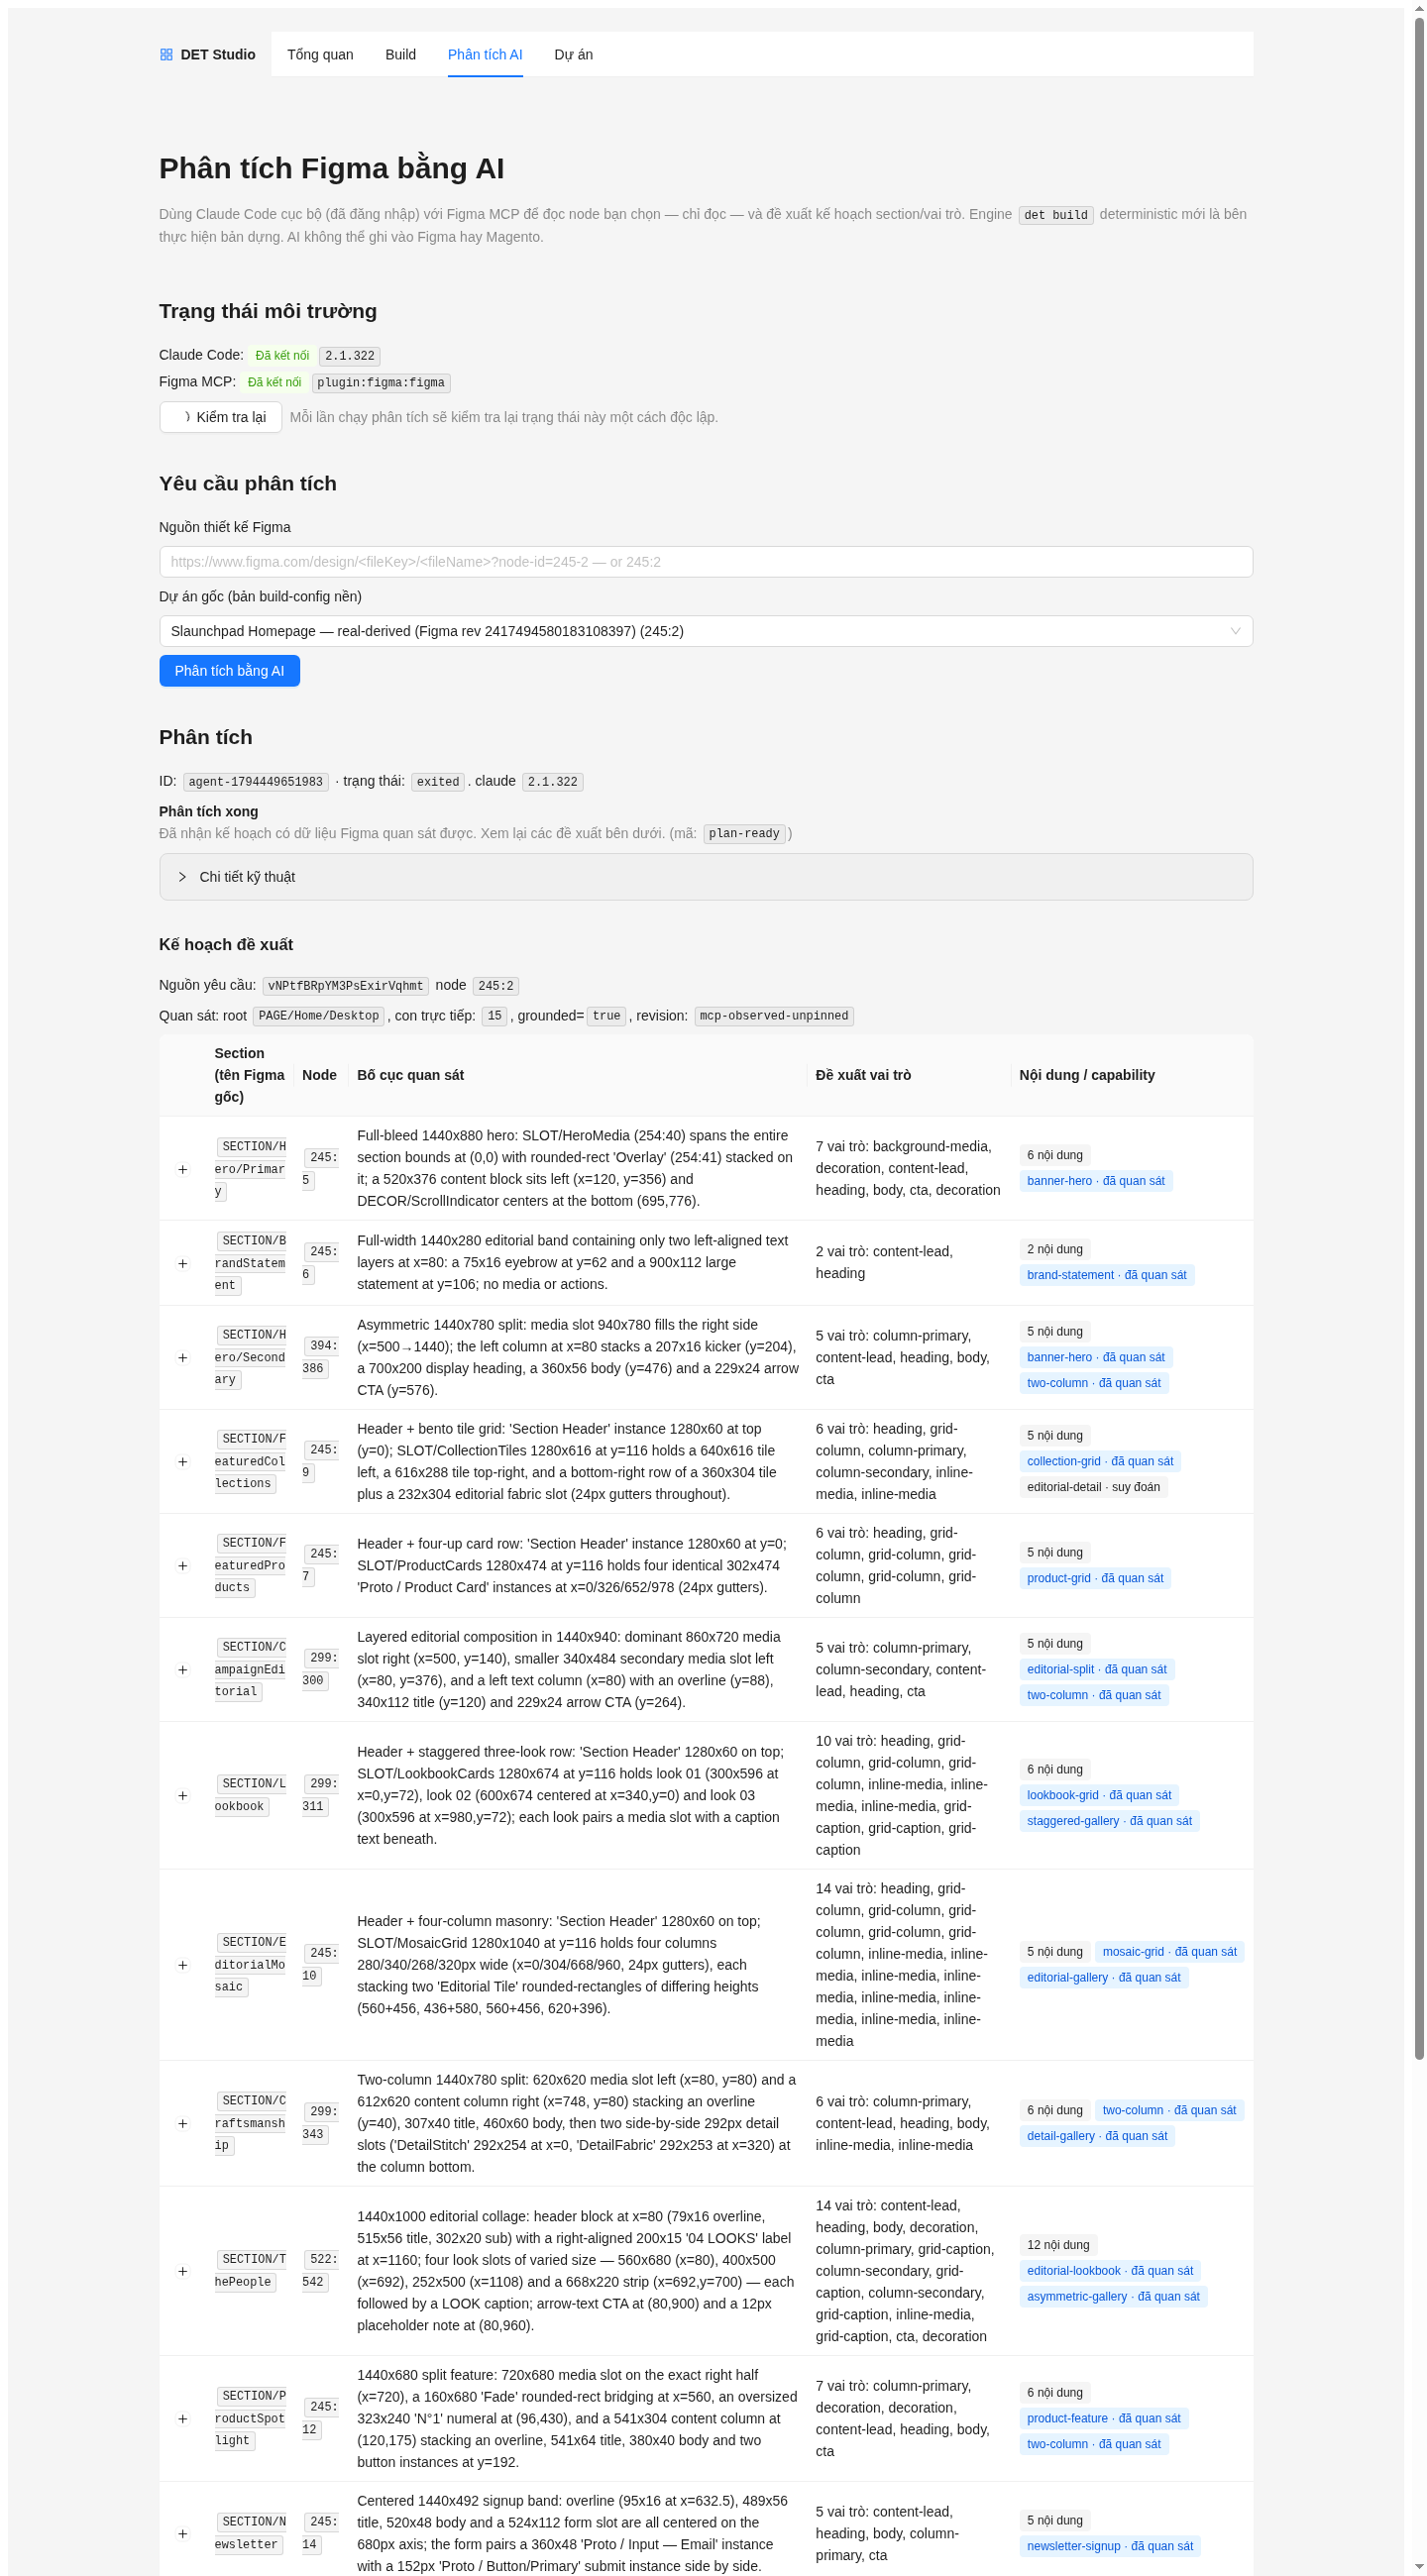 DET Studio Tổng quan Build Phân tích AI Dự án
Phân tích Figma bằng AI
Dùng Claude Code cục bộ (đã đăng nhập) với Figma MCP để đọc node bạn chọn — chỉ đọc — và đề xuất kế hoạch section/vai trò. Engine det build deterministic mới là bên
thực hiện bản dựng. AI không thể ghi vào Figma hay Magento.
Trạng thái môi trường
Claude Code: Đã kết nối 2.1.322
Figma MCP: Đã kết nối plugin:figma:figma
Kiểm tra lại Mỗi lần chạy phân tích sẽ kiểm tra lại trạng thái này một cách độc lập.
Yêu cầu phân tích
Nguồn thiết kế Figma
https://www.figma.com/design/<fileKey>/<fileName>?node-id=245-2 — or 245:2
Dự án gốc (bản build-config nền)
Slaunchpad Homepage — real-derived (Figma rev 2417494580183108397) (245:2)
Phân tích bằng AI
Phân tích
ID: agent-1794449651983 · trạng thái: exited . claude 2.1.322
Phân tích xong
Đã nhận kế hoạch có dữ liệu Figma quan sát được. Xem lại các đề xuất bên dưới. (mã: plan-ready )
Chi tiết kỹ thuật
Kế hoạch đề xuất
Nguồn yêu cầu: vNPtfBRpYM3PsExirVqhmt node 245:2
Quan sát: root PAGE/Home/Desktop , con trực tiếp: 15 , grounded= true , revision: mcp-observed-unpinned
Section
(tên Figma
gốc)
Node
Bố cục quan sát
Đề xuất vai trò
Nội dung / capability
SECTION/H
ero/Primar
y
245:
5
Full-bleed 1440x880 hero: SLOT/HeroMedia (254:40) spans the entire
section bounds at (0,0) with rounded-rect 'Overlay' (254:41) stacked on
it; a 520x376 content block sits left (x=120, y=356) and
DECOR/ScrollIndicator centers at the bottom (695,776).
7 vai trò: background-media,
decoration, content-lead,
heading, body, cta, decoration
6 nội dung
banner-hero · đã quan sát
SECTION/B
randStatem
ent
245:
6
Full-width 1440x280 editorial band containing only two left-aligned text
layers at x=80: a 75x16 eyebrow at y=62 and a 900x112 large
statement at y=106; no media or actions.
2 vai trò: content-lead,
heading
2 nội dung
brand-statement · đã quan sát
SECTION/H
ero/Second
ary
394:
386
Asymmetric 1440x780 split: media slot 940x780 fills the right side
(x=500→1440); the left column at x=80 stacks a 207x16 kicker (y=204),
a 700x200 display heading, a 360x56 body (y=476) and a 229x24 arrow
CTA (y=576).
5 vai trò: column-primary,
content-lead, heading, body,
cta
5 nội dung
banner-hero · đã quan sát
two-column · đã quan sát
SECTION/F
eaturedCol
lections
245:
9
Header + bento tile grid: 'Section Header' instance 1280x60 at top
(y=0); SLOT/CollectionTiles 1280x616 at y=116 holds a 640x616 tile
left, a 616x288 tile top-right, and a bottom-right row of a 360x304 tile
plus a 232x304 editorial fabric slot (24px gutters throughout).
6 vai trò: heading, grid-
column, column-primary,
column-secondary, inline-
media, inline-media
5 nội dung
collection-grid · đã quan sát
editorial-detail · suy đoán
SECTION/F
eaturedPro
ducts
245:
7
Header + four-up card row: 'Section Header' instance 1280x60 at y=0;
SLOT/ProductCards 1280x474 at y=116 holds four identical 302x474
'Proto / Product Card' instances at x=0/326/652/978 (24px gutters).
6 vai trò: heading, grid-
column, grid-column, grid-
column, grid-column, grid-
column
5 nội dung
product-grid · đã quan sát
SECTION/C
ampaignEdi
torial
299:
300
Layered editorial composition in 1440x940: dominant 860x720 media
slot right (x=500, y=140), smaller 340x484 secondary media slot left
(x=80, y=376), and a left text column (x=80) with an overline (y=88),
340x112 title (y=120) and 229x24 arrow CTA (y=264).
5 vai trò: column-primary,
column-secondary, content-
lead, heading, cta
5 nội dung
editorial-split · đã quan sát
two-column · đã quan sát
SECTION/L
ookbook
299:
311
Header + staggered three-look row: 'Section Header' 1280x60 on top;
SLOT/LookbookCards 1280x674 at y=116 holds look 01 (300x596 at
x=0,y=72), look 02 (600x674 centered at x=340,y=0) and look 03
(300x596 at x=980,y=72); each look pairs a media slot with a caption
text beneath.
10 vai trò: heading, grid-
column, grid-column, grid-
column, inline-media, inline-
media, inline-media, grid-
caption, grid-caption, grid-
caption
6 nội dung
lookbook-grid · đã quan sát
staggered-gallery · đã quan sát
SECTION/E
ditorialMo
saic
245:
10
Header + four-column masonry: 'Section Header' 1280x60 on top;
SLOT/MosaicGrid 1280x1040 at y=116 holds four columns
280/340/268/320px wide (x=0/304/668/960, 24px gutters), each
stacking two 'Editorial Tile' rounded-rectangles of differing heights
(560+456, 436+580, 560+456, 620+396).
14 vai trò: heading, grid-
column, grid-column, grid-
column, grid-column, grid-
column, inline-media, inline-
media, inline-media, inline-
media, inline-media, inline-
media, inline-media, inline-
media
5 nội dung mosaic-grid · đã quan sát
editorial-gallery · đã quan sát
SECTION/C
raftsmansh
ip
299:
343
Two-column 1440x780 split: 620x620 media slot left (x=80, y=80) and a
612x620 content column right (x=748, y=80) stacking an overline
(y=40), 307x40 title, 460x60 body, then two side-by-side 292px detail
slots ('DetailStitch' 292x254 at x=0, 'DetailFabric' 292x253 at x=320) at
the column bottom.
6 vai trò: column-primary,
content-lead, heading, body,
inline-media, inline-media
6 nội dung two-column · đã quan sát
detail-gallery · đã quan sát
SECTION/T
hePeople
522:
542
1440x1000 editorial collage: header block at x=80 (79x16 overline,
515x56 title, 302x20 sub) with a right-aligned 200x15 '04 LOOKS' label
at x=1160; four look slots of varied size — 560x680 (x=80), 400x500
(x=692), 252x500 (x=1108) and a 668x220 strip (x=692,y=700) — each
followed by a LOOK caption; arrow-text CTA at (80,900) and a 12px
placeholder note at (80,960).
14 vai trò: content-lead,
heading, body, decoration,
column-primary, grid-caption,
column-secondary, grid-
caption, column-secondary,
grid-caption, inline-media,
grid-caption, cta, decoration
12 nội dung
editorial-lookbook · đã quan sát
asymmetric-gallery · đã quan sát
SECTION/P
roductSpot
light
245:
12
1440x680 split feature: 720x680 media slot on the exact right half
(x=720), a 160x680 'Fade' rounded-rect bridging at x=560, an oversized
323x240 'N°1' numeral at (96,430), and a 541x304 content column at
(120,175) stacking an overline, 541x64 title, 380x40 body and two
button instances at y=192.
7 vai trò: column-primary,
decoration, decoration,
content-lead, heading, body,
cta
6 nội dung
product-feature · đã quan sát
two-column · đã quan sát
SECTION/N
ewsletter
245:
14
Centered 1440x492 signup band: overline (95x16 at x=632.5), 489x56
title, 520x48 body and a 524x112 form slot are all centered on the
680px axis; the form pairs a 360x48 'Proto / Input — Email' instance
with a 152px 'Proto / Button/Primary' submit instance side by side.
5 vai trò: content-lead,
heading, body, column-
primary, cta
5 nội dung
newsletter-signup · đã quan sát